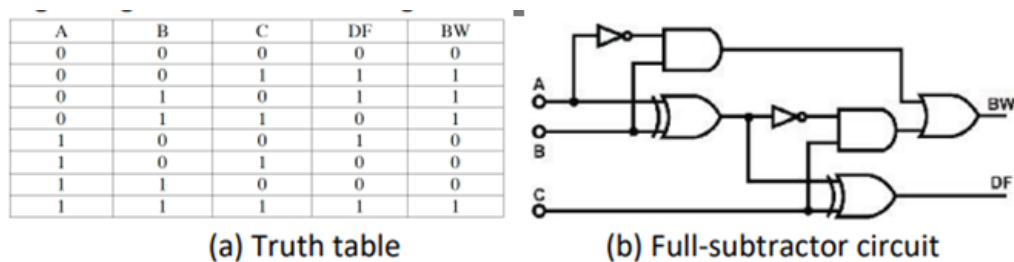 A B C DF BW
0 0 0 0 0
0 0 1 1 1
0 1 0 1 1
0 1 1 0 1
1 0 0 1 0
1 0 1 0 0
1 1 0 0 0
1 1 1 1 1
A
B
C
BW
DF
(a) Truth table
(b) Full-subtractor circuit